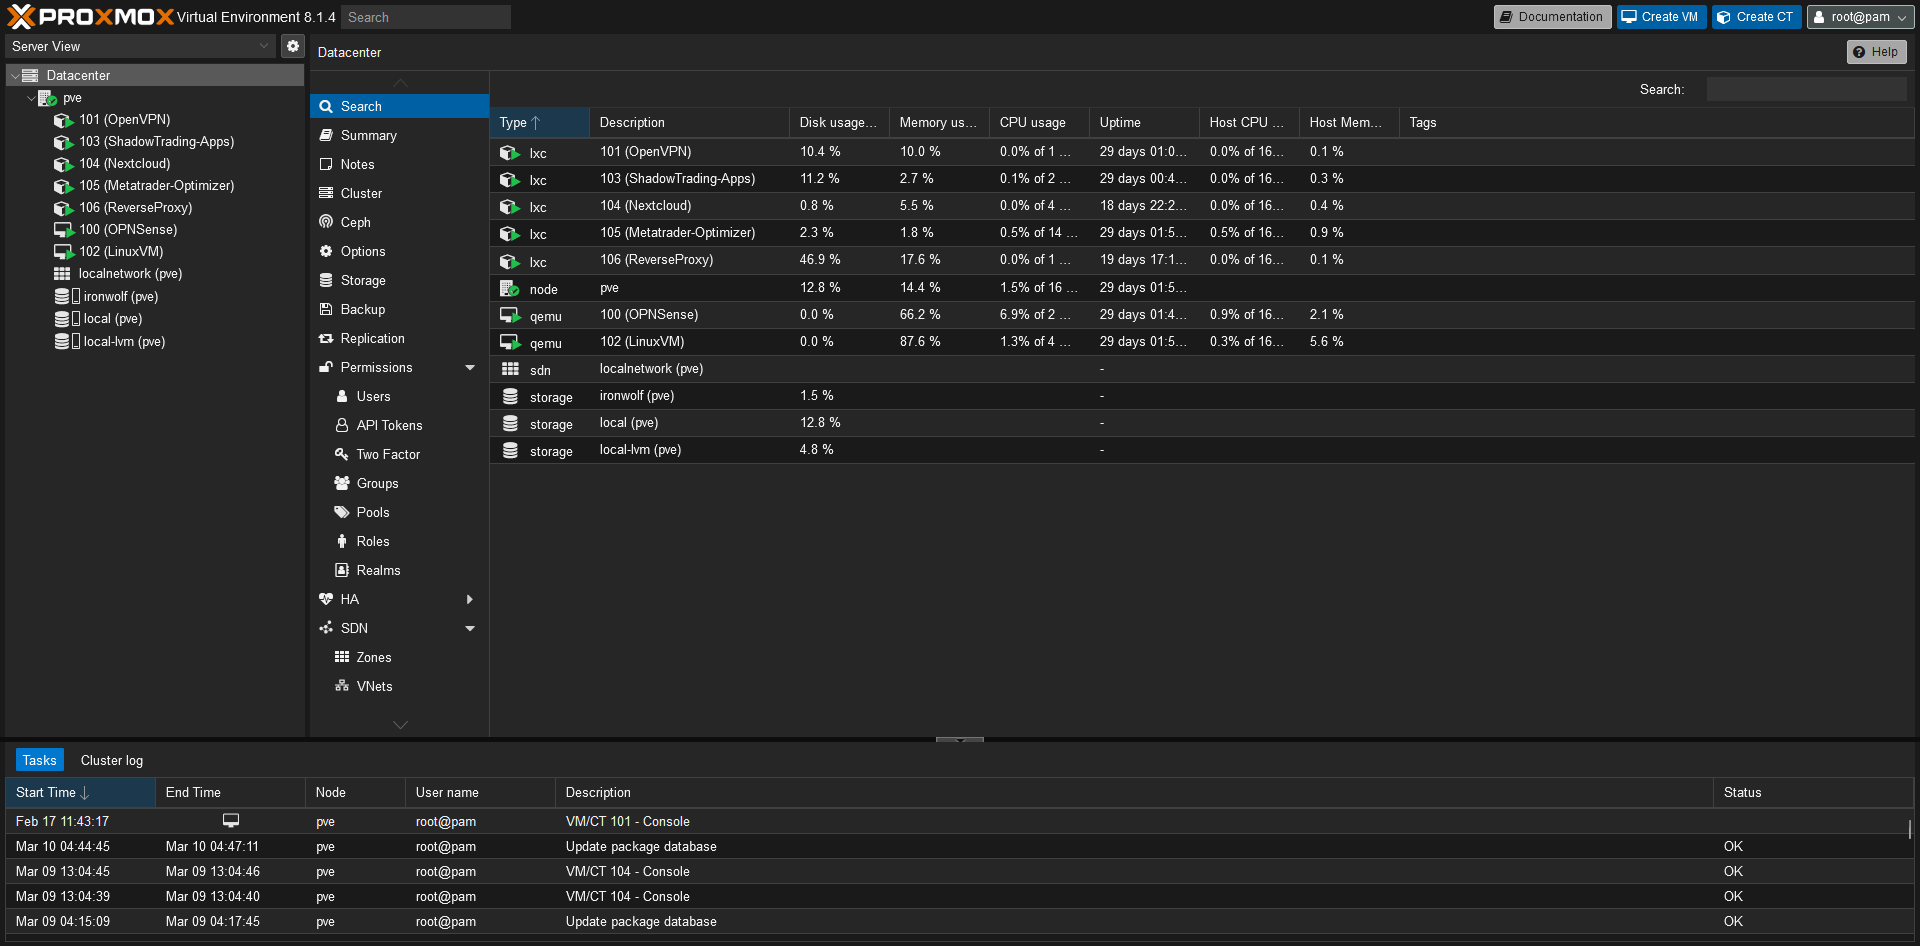 PROXMOX Virtual Environment 8.1.4 Search Documentation Create VM Create CT root@pam
Server View
Datacenter
pve
101 (OpenVPN)
103 (ShadowTrading-Apps)
104 (Nextcloud)
105 (Metatrader-Optimizer)
106 (ReverseProxy)
100 (OPNSense)
102 (LinuxVM)
localnetwork (pve)
ironwolf (pve)
local (pve)
local-lvm (pve)
Datacenter Help
Search
Summary
Notes
Cluster
Ceph
Options
Storage
Backup
Replication
Permissions
Users
API Tokens
Two Factor
Groups
Pools
Roles
Realms
HA
SDN
Zones
VNets
Search:
Type Description Disk usage... Memory us... CPU usage Uptime Host CPU ... Host Mem... Tags
lxc 101 (OpenVPN) 10.4 % 10.0 % 0.0% of 1 ... 29 days 01:0... 0.0% of 16... 0.1 %
lxc 103 (ShadowTrading-Apps) 11.2 % 2.7 % 0.1% of 2 ... 29 days 00:4... 0.0% of 16... 0.3 %
lxc 104 (Nextcloud) 0.8 % 5.5 % 0.0% of 4 ... 18 days 22:2... 0.0% of 16... 0.4 %
lxc 105 (Metatrader-Optimizer) 2.3 % 1.8 % 0.5% of 14 ... 29 days 01:5... 0.5% of 16... 0.9 %
lxc 106 (ReverseProxy) 46.9 % 17.6 % 0.0% of 1 ... 19 days 17:1... 0.0% of 16... 0.1 %
node pve 12.8 % 14.4 % 1.5% of 16 ... 29 days 01:5...
qemu 100 (OPNSense) 0.0 % 66.2 % 6.9% of 2 ... 29 days 01:4... 0.9% of 16... 2.1 %
qemu 102 (LinuxVM) 0.0 % 87.6 % 1.3% of 4 ... 29 days 01:5... 0.3% of 16... 5.6 %
sdn localnetwork (pve) -
storage ironwolf (pve) 1.5 % -
storage local (pve) 12.8 % -
storage local-lvm (pve) 4.8 % -
Tasks Cluster log
Start Time End Time Node User name Description Status
Feb 17 11:43:17 pve root@pam VM/CT 101 - Console
Mar 10 04:44:45 Mar 10 04:47:11 pve root@pam Update package database OK
Mar 09 13:04:45 Mar 09 13:04:46 pve root@pam VM/CT 104 - Console OK
Mar 09 13:04:39 Mar 09 13:04:40 pve root@pam VM/CT 104 - Console OK
Mar 09 04:15:09 Mar 09 04:17:45 pve root@pam Update package database OK